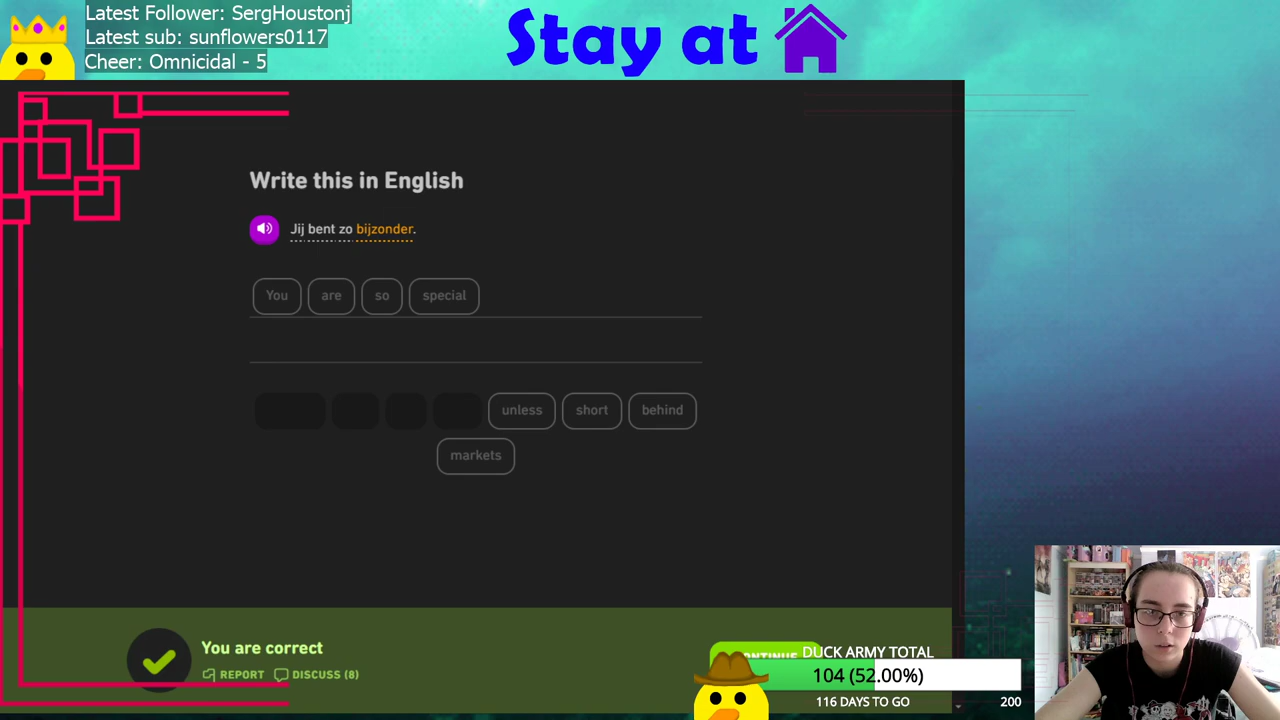 Latest Follower: SergHoustonj
Latest sub: sunflowers0117
Cheer: Omnicidal - 5
Stay at
Write this in English
Jij bent zo bijzonder.
You are so special
unless short behind
markets
You are correct
REPORT DISCUSS (8)
CONTINUE
DUCK ARMY TOTAL
104 (52.00%)
116 DAYS TO GO 200